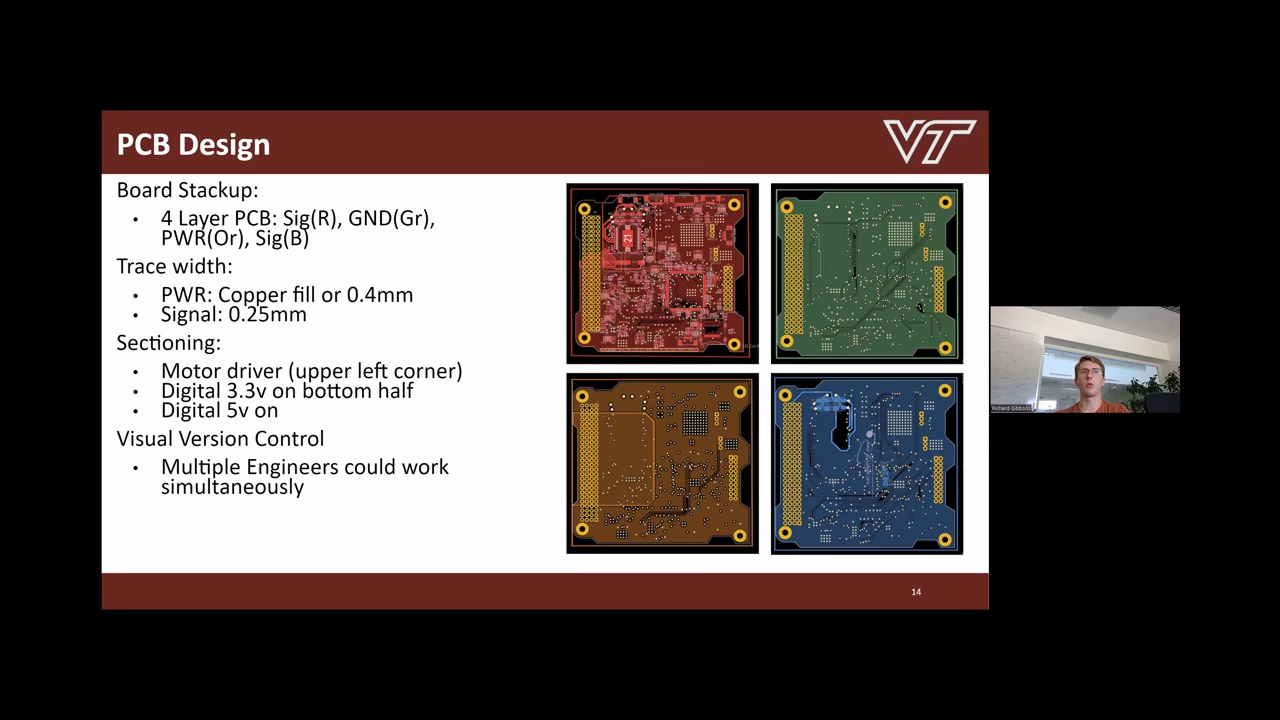 PCB Design
VT
Board Stackup:
• 4 Layer PCB: Sig(R), GND(Gr),
PWR(Or), Sig(B)
Trace width:
• PWR: Copper fill or 0.4mm
• Signal: 0.25mm
Sectioning:
• Motor driver (upper left corner)
• Digital 3.3v on bottom half
• Digital 5v on
Visual Version Control
• Multiple Engineers could work
simultaneously
14